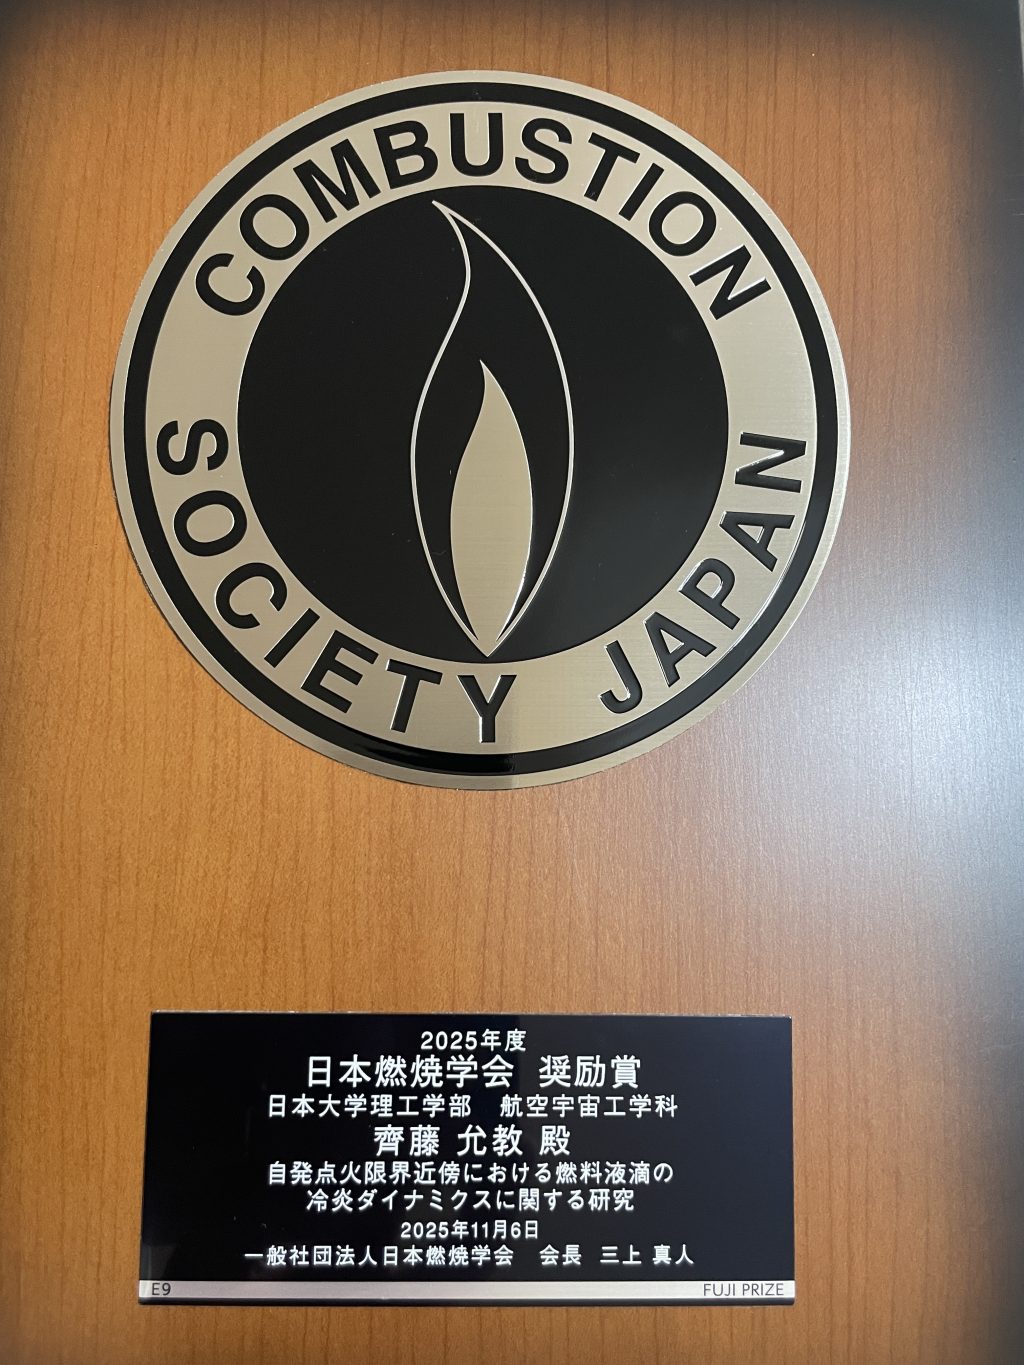 COMBUSTION
SOCIETY JAPAN
2025年度
日本燃焼学会 奨励賞
日本大学理工学部 航空宇宙工学科
齊藤 允教 殿
自発点火限界近傍における燃料液滴の
冷炎ダイナミクスに関する研究
2025年11月6日
一般社団法人日本燃焼学会 会長 三上 真人
E9 FUJI PRIZE